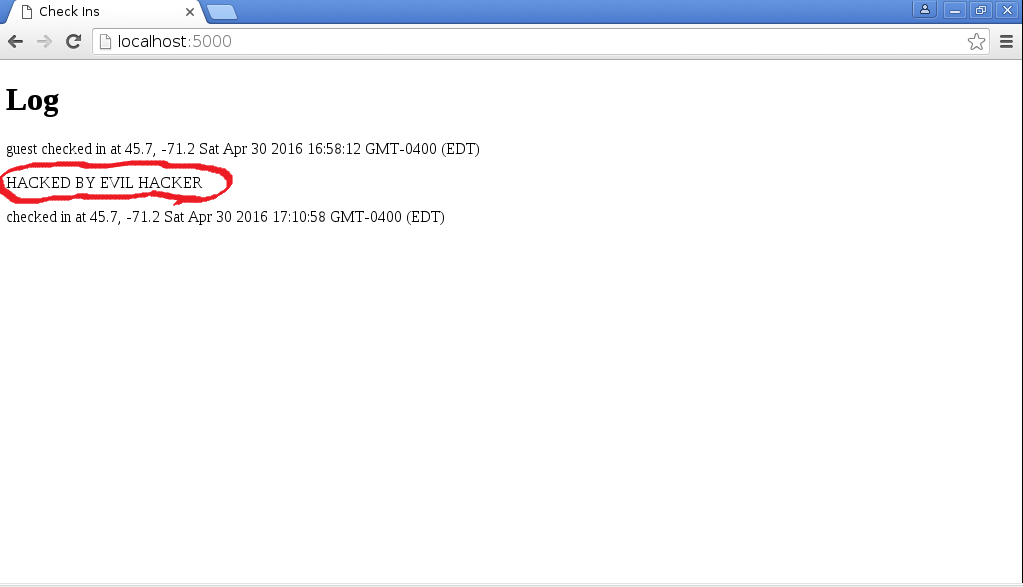 Check Ins
localhost:5000
Log
guest checked in at 45.7, -71.2 Sat Apr 30 2016 16:58:12 GMT-0400 (EDT)
HACKED BY EVIL HACKER
checked in at 45.7, -71.2 Sat Apr 30 2016 17:10:58 GMT-0400 (EDT)